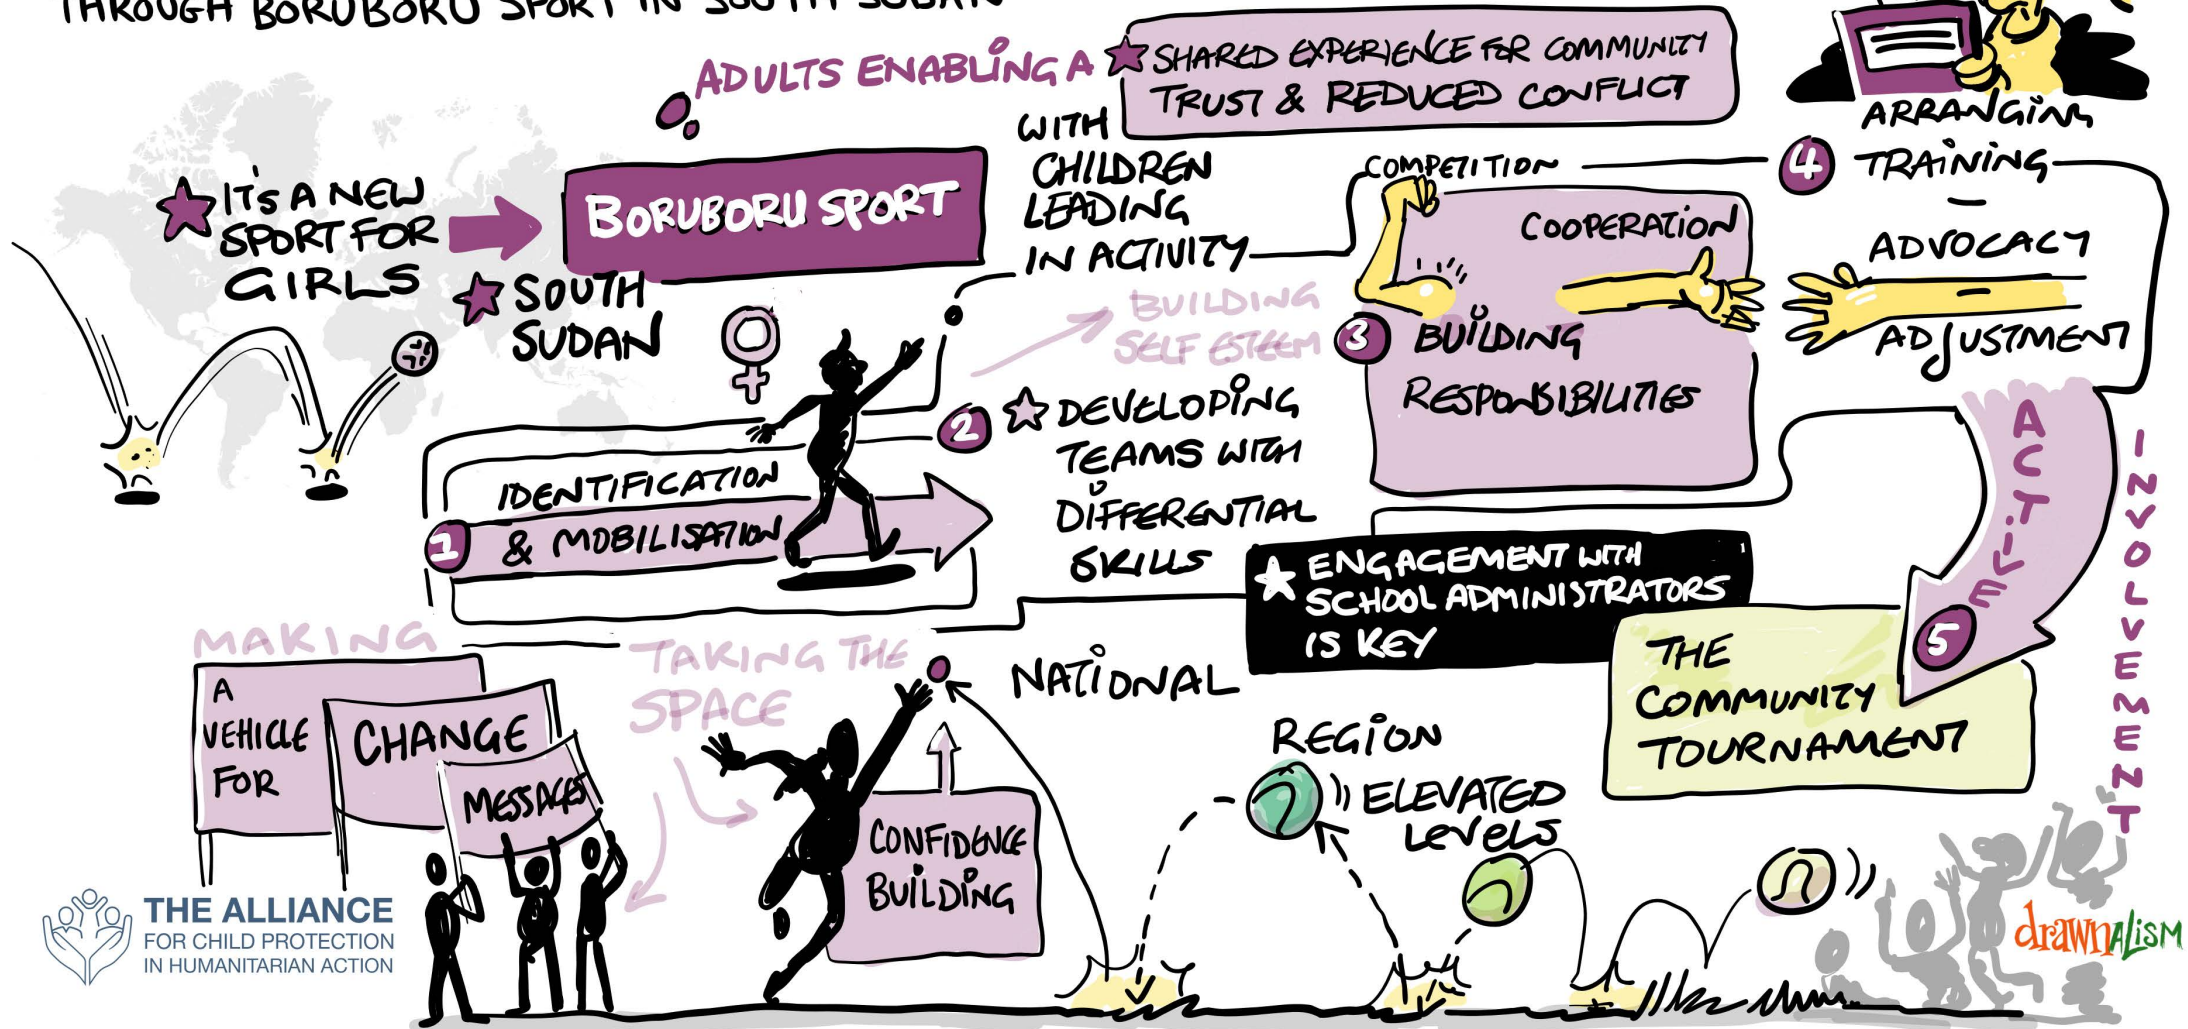 THROUGH BORUBORU SPORT IN SOUTH SUDAN
ADULTS ENABLING A
SHARED EXPERIENCE FOR COMMUNITY
TRUST & REDUCED CONFLICT
WITH
CHILDREN
LEADING
IN ACTIVITY
IT'S A NEW
SPORT FOR
GIRLS
BORUBORU SPORT
SOUTH
SUDAN
1
IDENTIFICATION
& MOBILISATION
BUILDING
SELF ESTEEM
2
DEVELOPING
TEAMS WITH
DIFFERENTIAL
SKILLS
COMPETITION
COOPERATION
3
BUILDING
RESPONSIBILITIES
4
ARRANGING
TRAINING
-
ADVOCACY
-
ADJUSTMENT
ACTIVE
INVOLVEMENT
5
THE
COMMUNITY
TOURNAMENT
ENGAGEMENT WITH
SCHOOL ADMINISTRATORS
IS KEY
MAKING
A
VEHICLE
FOR
CHANGE
MESSAGES
TAKING THE
SPACE
CONFIDENCE
BUILDING
NATIONAL
REGION
ELEVATED
LEVELS
THE ALLIANCE
FOR CHILD PROTECTION
IN HUMANITARIAN ACTION
drawnalism